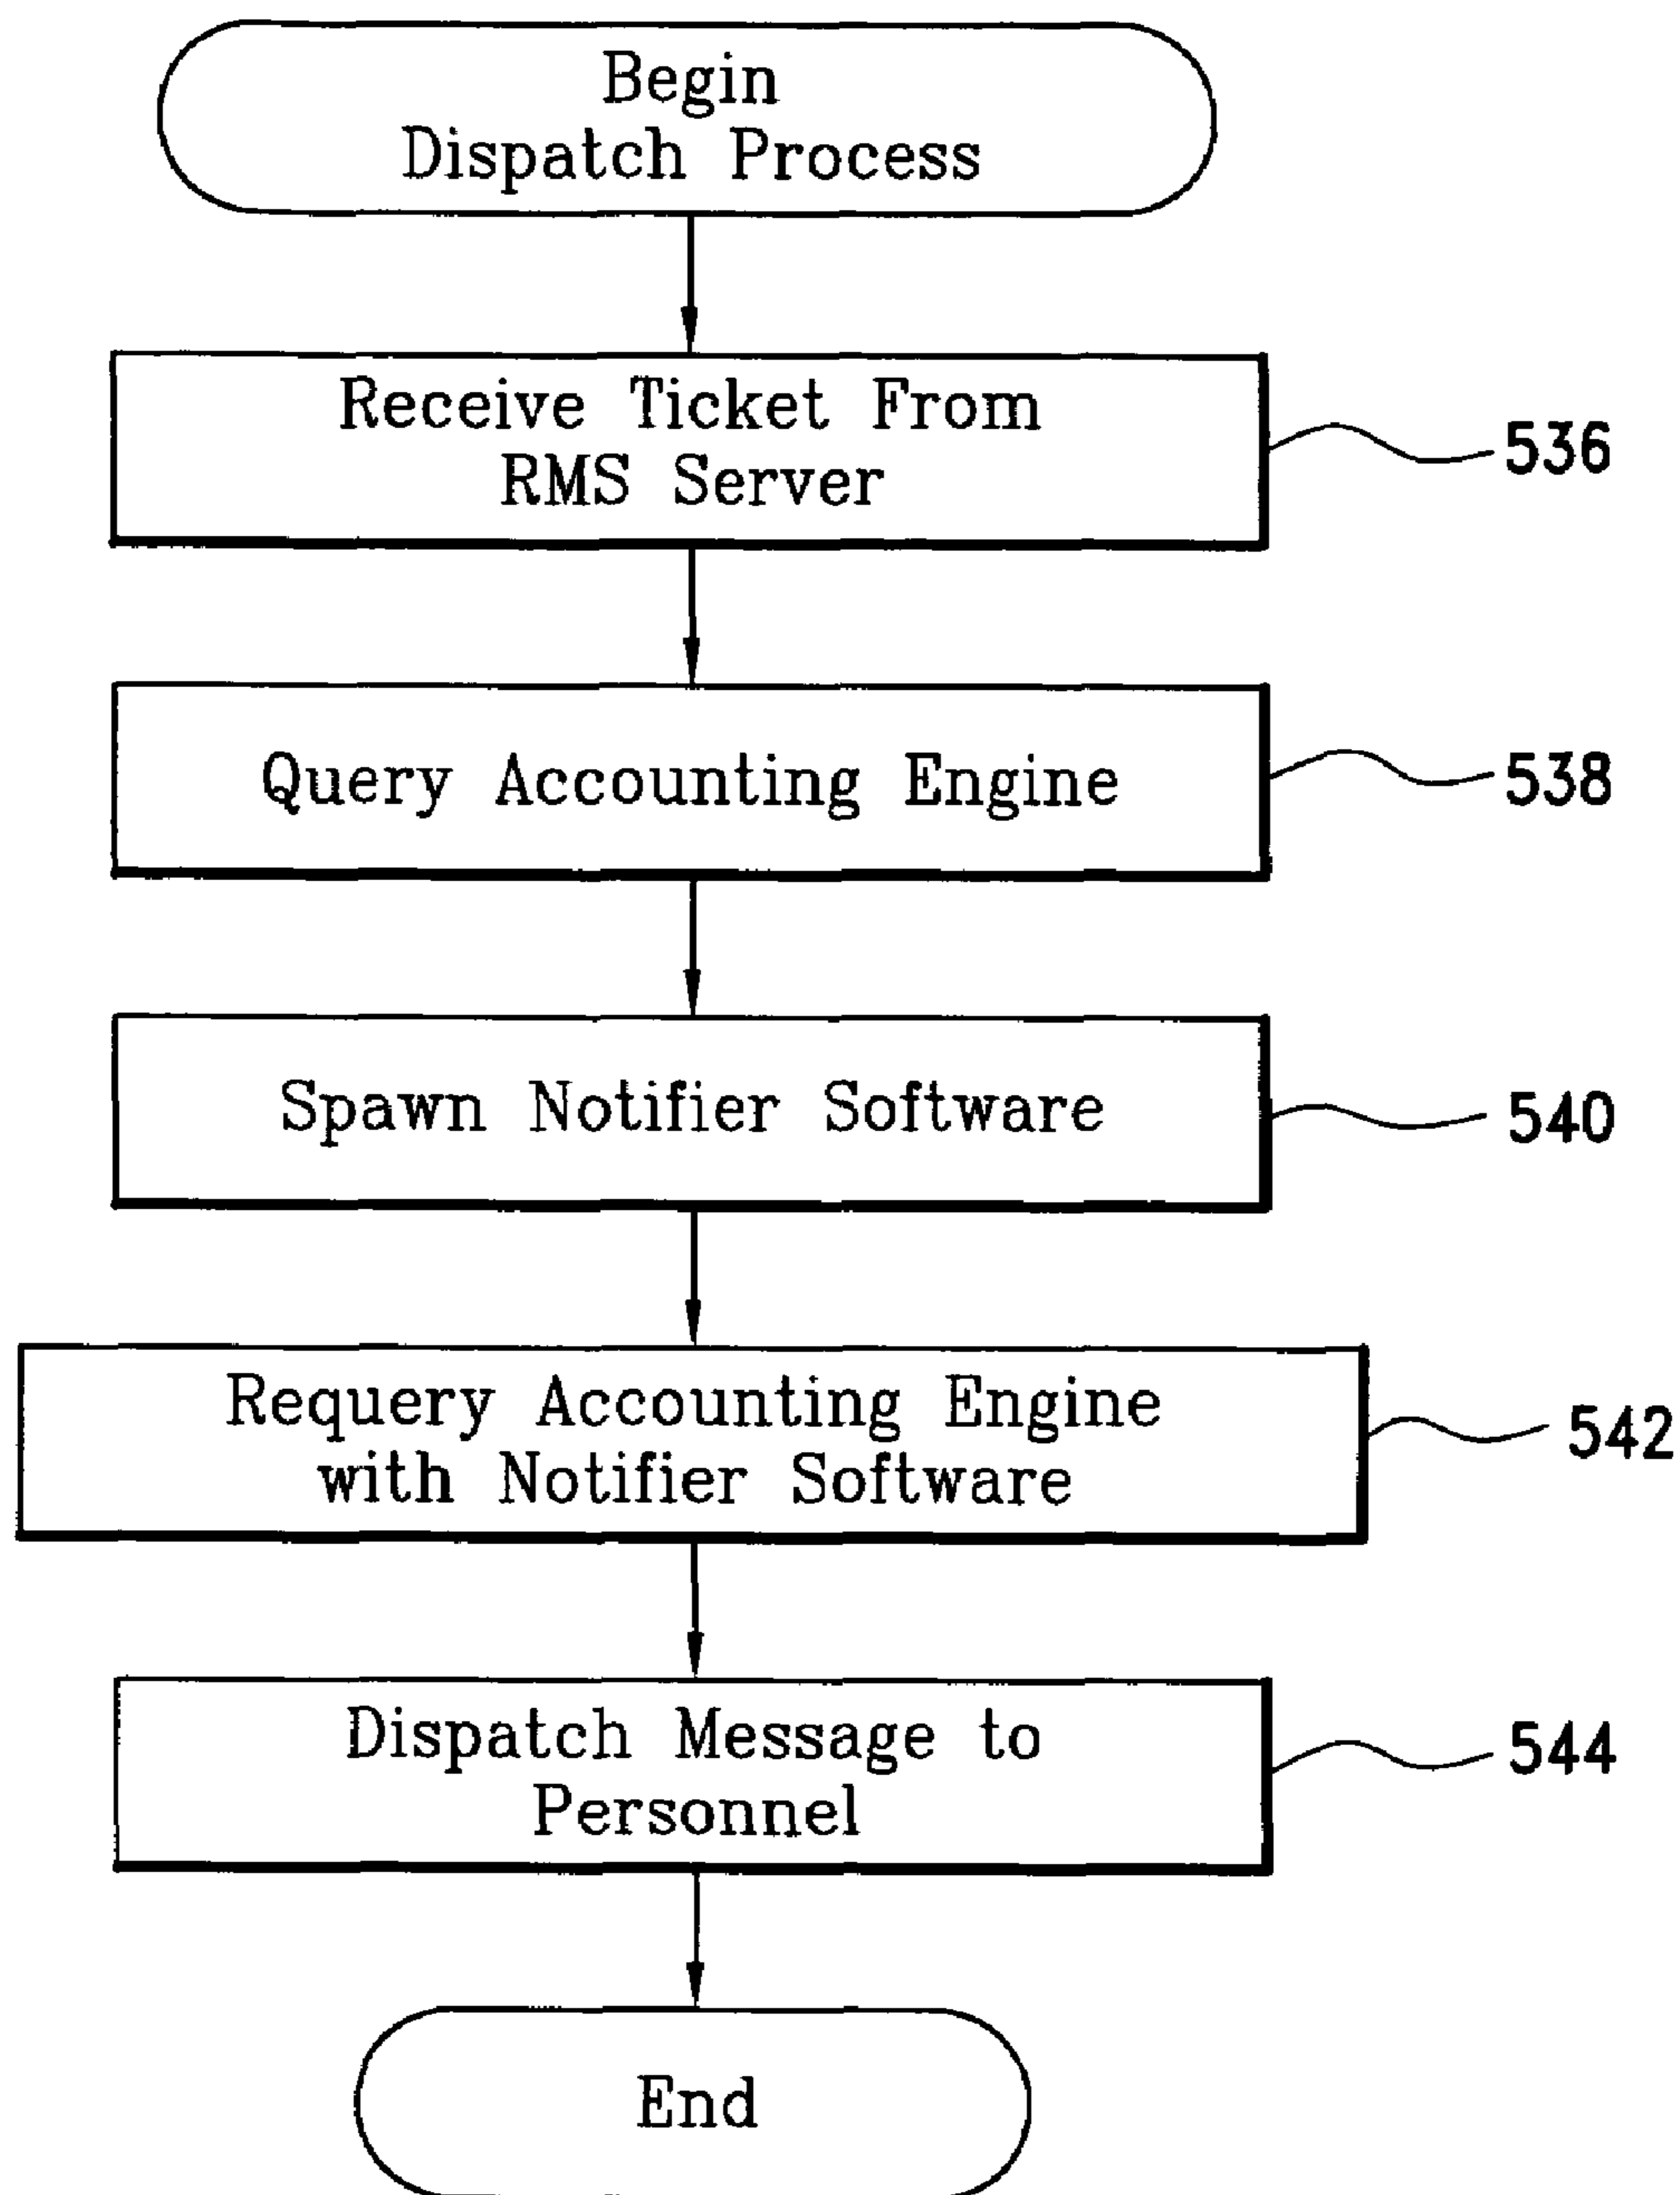 Begin
Dispatch Process
Receive Ticket From
RMS Server
536
Query Accounting Engine
538
Spawn Notifier Software
540
Requery Accounting Engine
with Notifier Software
542
Dispatch Message to
Personnel
544
End